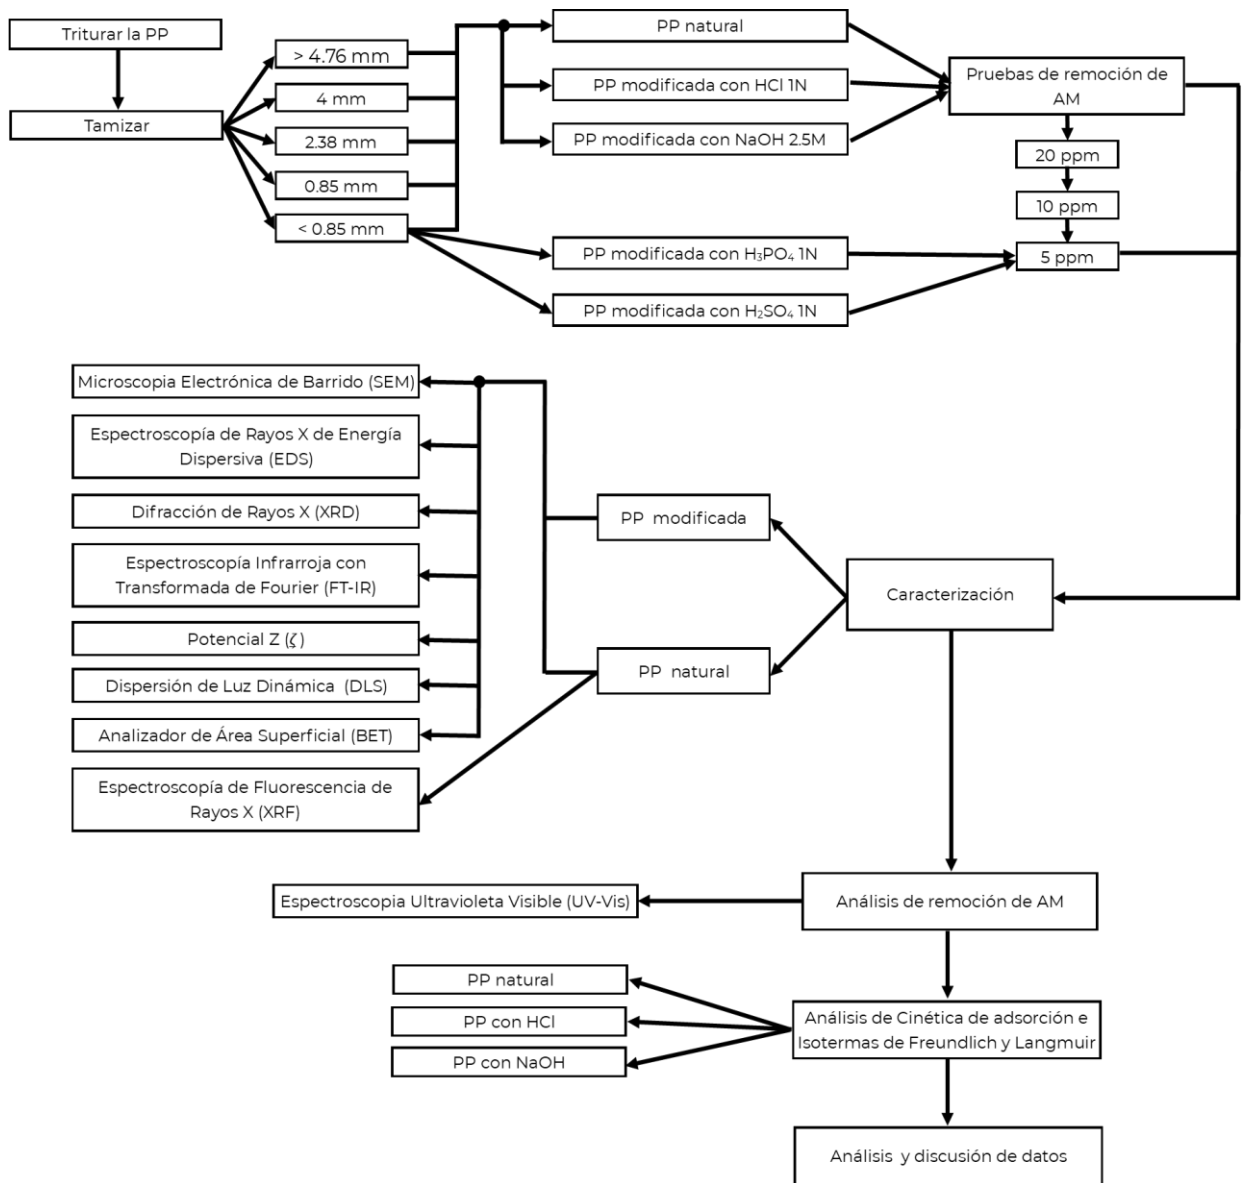 Triturar la PP
Tamizar
> 4.76 mm
4 mm
2.38 mm
0.85 mm
< 0.85 mm
PP natural
PP modificada con HCl 1N
PP modificada con NaOH 2.5M
PP modificada con H₃PO₄ 1N
PP modificada con H₂SO₄ 1N
Pruebas de remoción de
AM
20 ppm
10 ppm
5 ppm
Microscopia Electrónica de Barrido (SEM)
Espectroscopía de Rayos X de Energía
Dispersiva (EDS)
Difracción de Rayos X (XRD)
Espectroscopía Infrarroja con
Transformada de Fourier (FT-IR)
Potencial Z (ζ)
Dispersión de Luz Dinámica (DLS)
Analizador de Área Superficial (BET)
Espectroscopía de Fluorescencia de
Rayos X (XRF)
PP modificada
PP natural
Caracterización
Espectroscopia Ultravioleta Visible (UV-Vis)
Análisis de remoción de AM
PP natural
PP con HCl
PP con NaOH
Análisis de Cinética de adsorción e
Isotermas de Freundlich y Langmuir
Análisis y discusión de datos